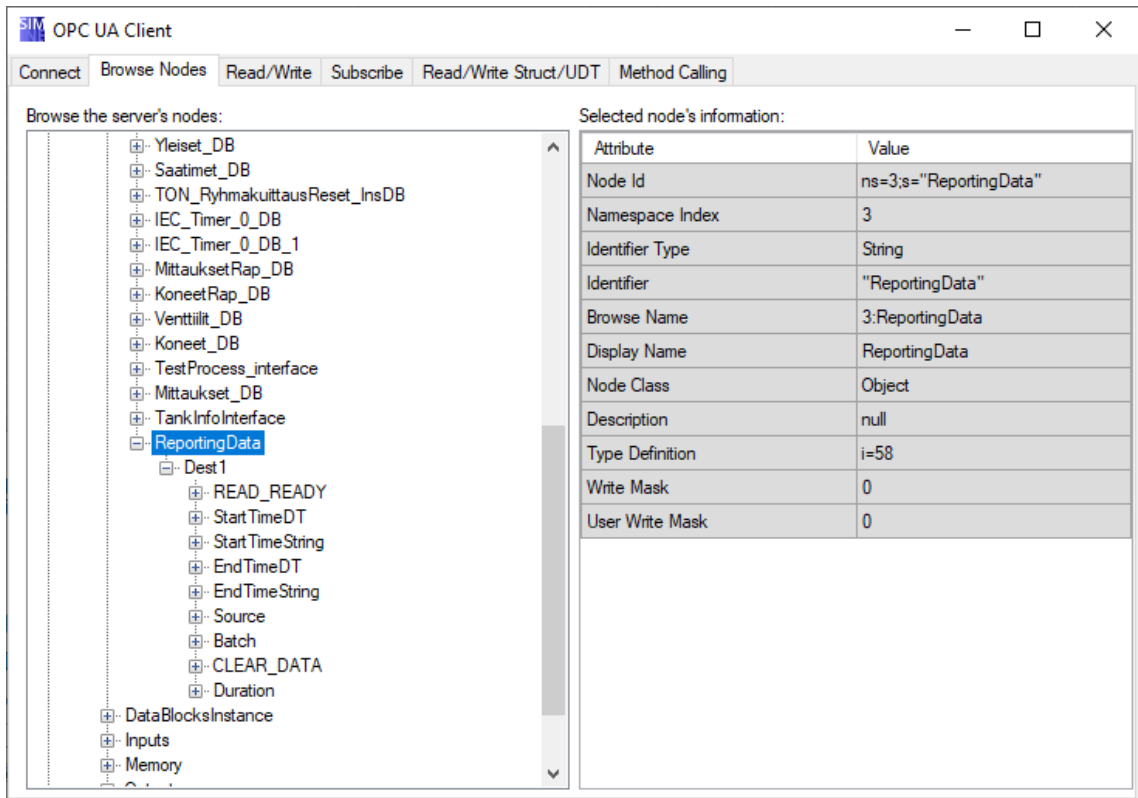 SIM OPC UA Client
Connect Browse Nodes Read/Write Subscribe Read/Write Struct/UDT Method Calling
Browse the server's nodes:
Yleiset_DB
Saatimet_DB
TON_RyhmakuittausReset_InsDB
IEC_Timer_0_DB
IEC_Timer_0_DB_1
MittauksetRap_DB
KoneetRap_DB
Venttiilit_DB
Koneet_DB
TestProcess_interface
Mittaukset_DB
TankInfoInterface
ReportingData
Dest1
READ_READY
StartTimeDT
StartTimeString
EndTimeDT
EndTimeString
Source
Batch
CLEAR_DATA
Duration
DataBlocksInstance
Inputs
Memory
Selected node's information:
Attribute Value
Node Id ns=3;s="ReportingData"
Namespace Index 3
Identifier Type String
Identifier "ReportingData"
Browse Name 3:ReportingData
Display Name ReportingData
Node Class Object
Description null
Type Definition i=58
Write Mask 0
User Write Mask 0